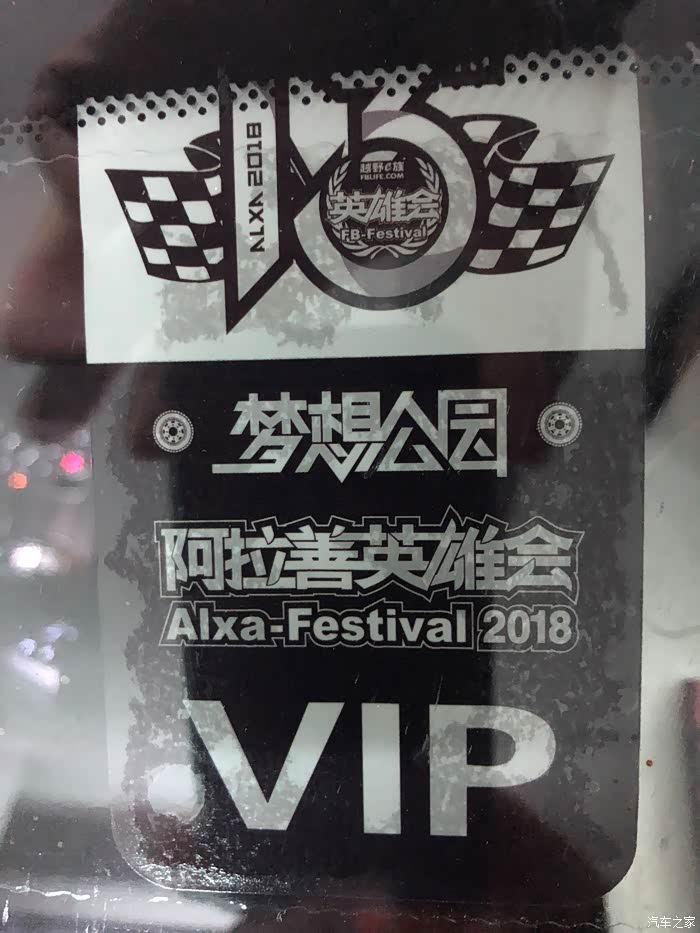 13
ALXA 2018
越野e族
FBLIFE.COM
英雄会
FB-Festival
梦想公园
阿拉善英雄会
Alxa-Festival 2018
VIP
汽车之家